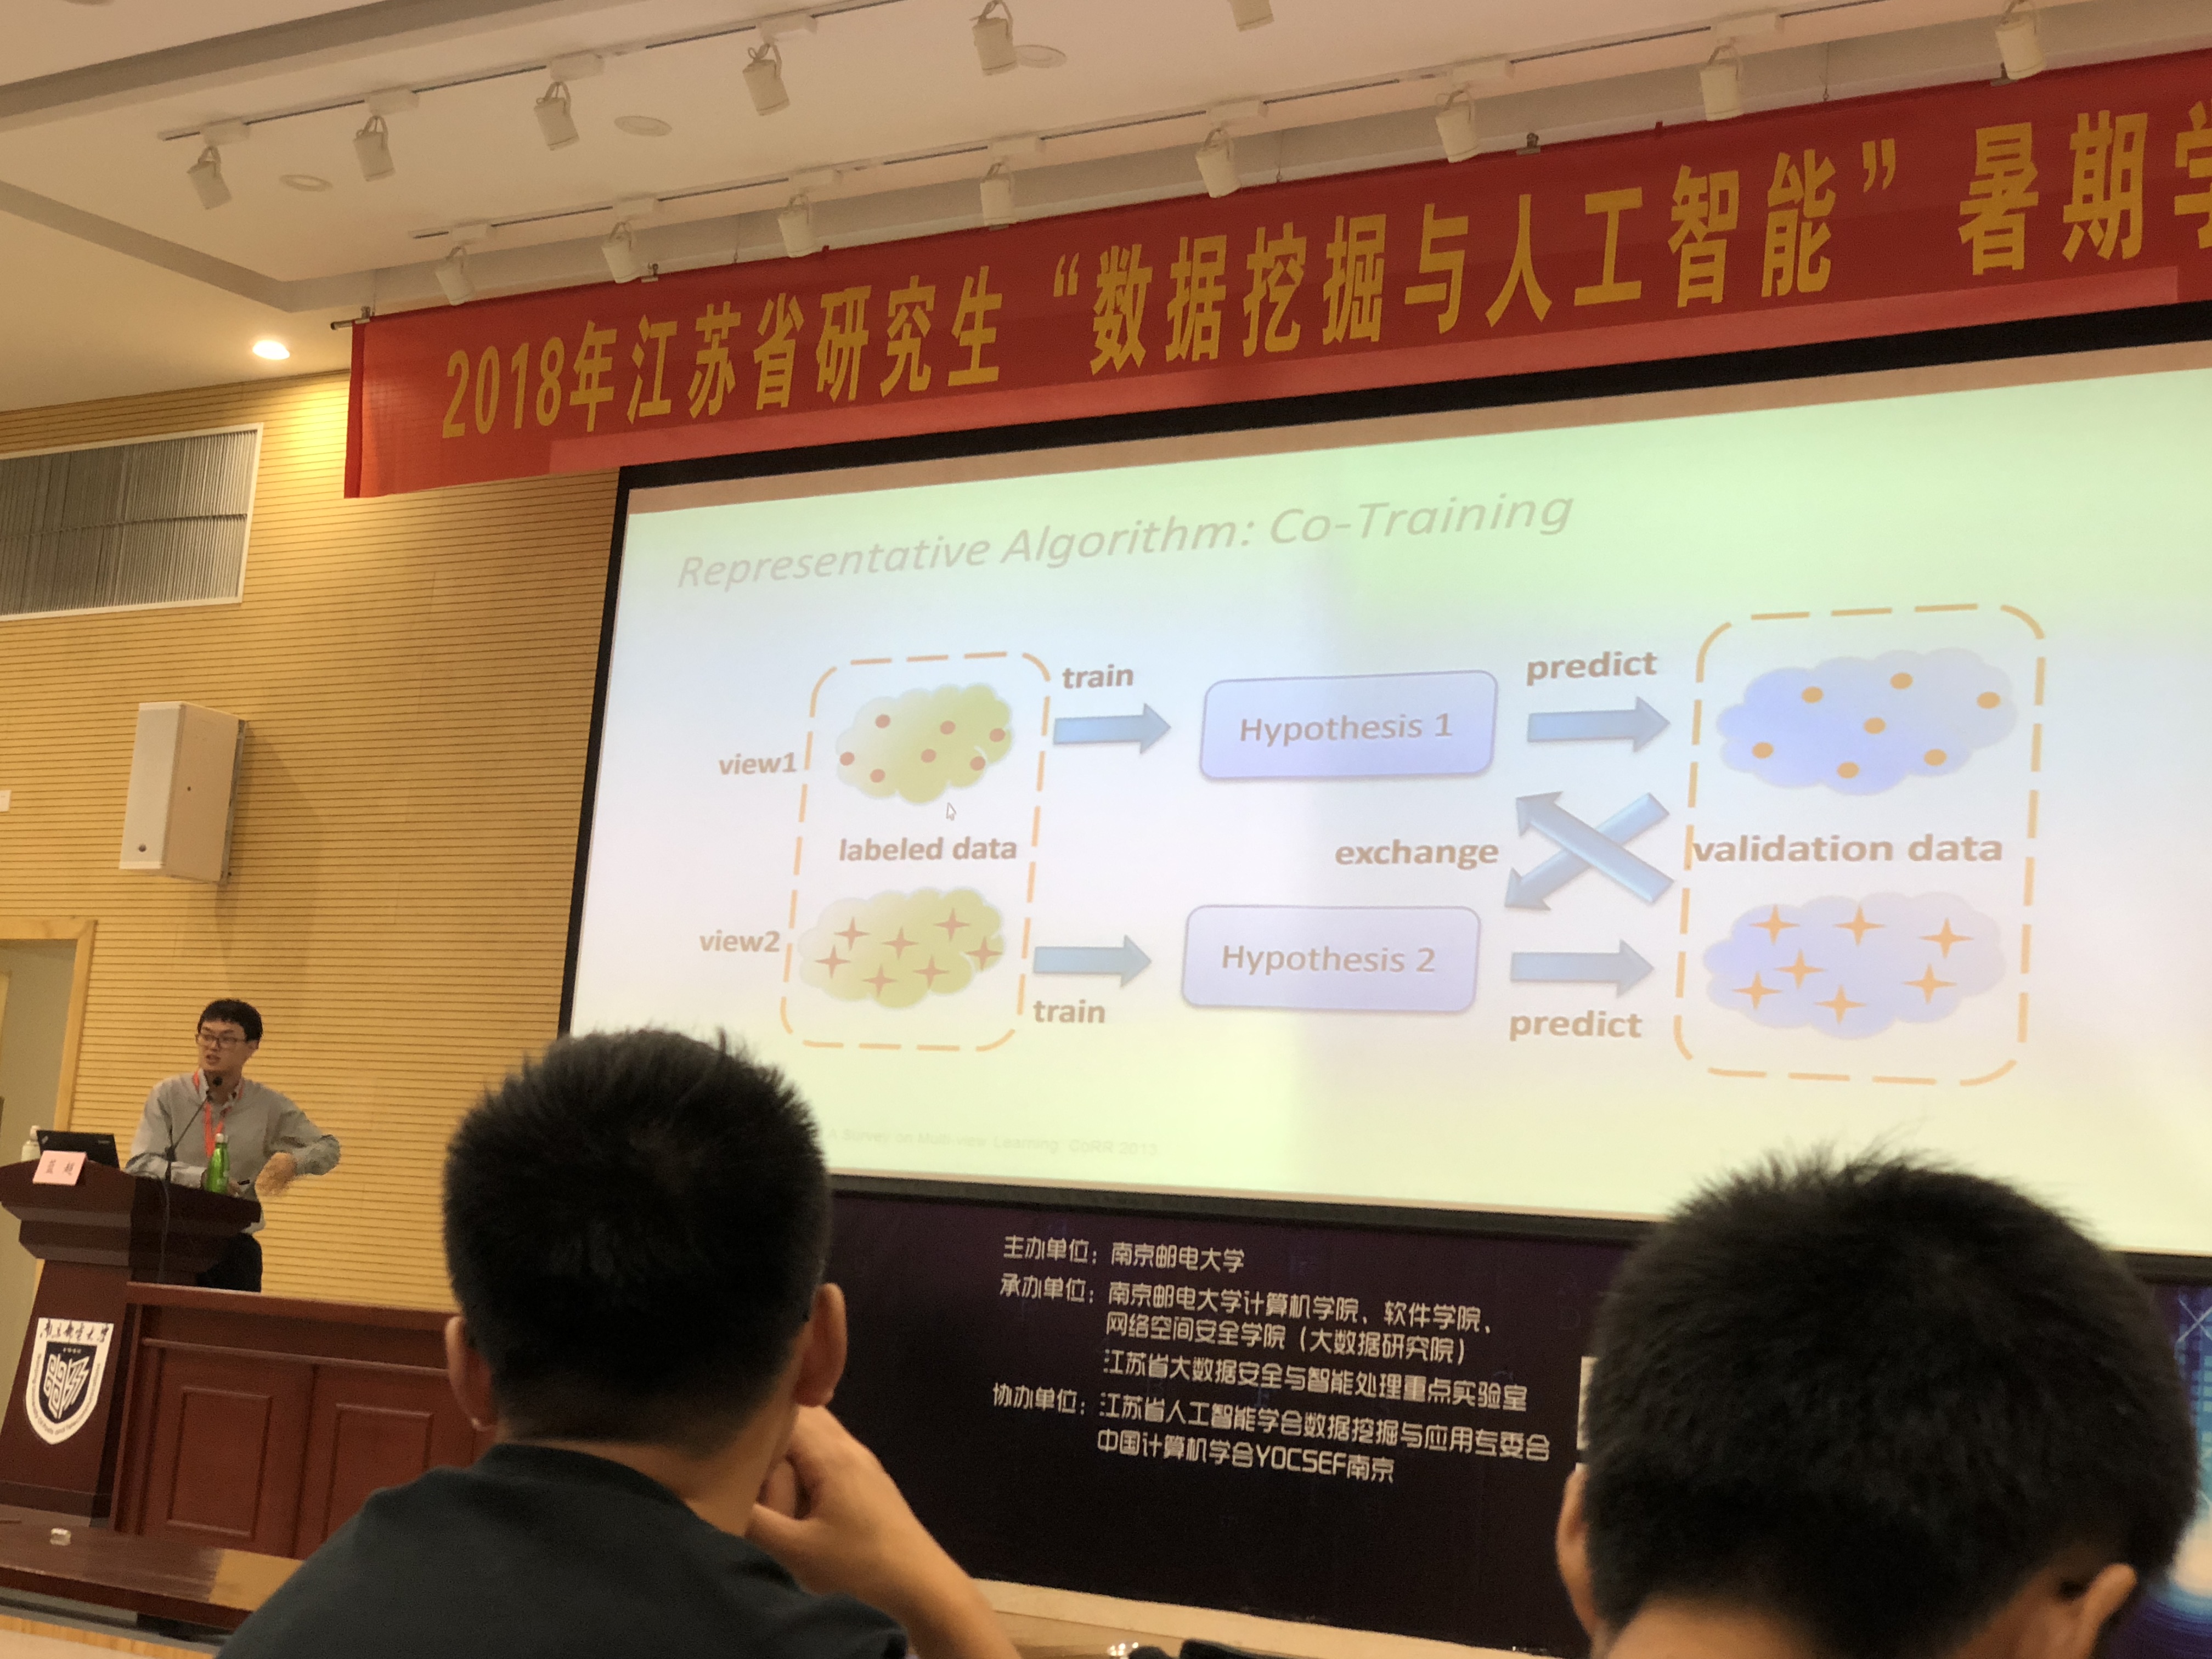 2018年江苏省研究生“数据挖掘与人工智能”暑期学
Representative Algorithm: Co-Training
train
predict
view1
Hypothesis 1
labeled data
exchange
validation data
view2
Hypothesis 2
train
predict
A Survey on Multi-view Learning. CoRR 2013
主办单位：南京邮电大学
承办单位：南京邮电大学计算机学院、软件学院、
网络空间安全学院（大数据研究院）
江苏省大数据安全与智能处理重点实验室
协办单位：江苏省人工智能学会数据挖掘与应用专委会
中国计算机学会YOCSEF南京
南京邮电大学